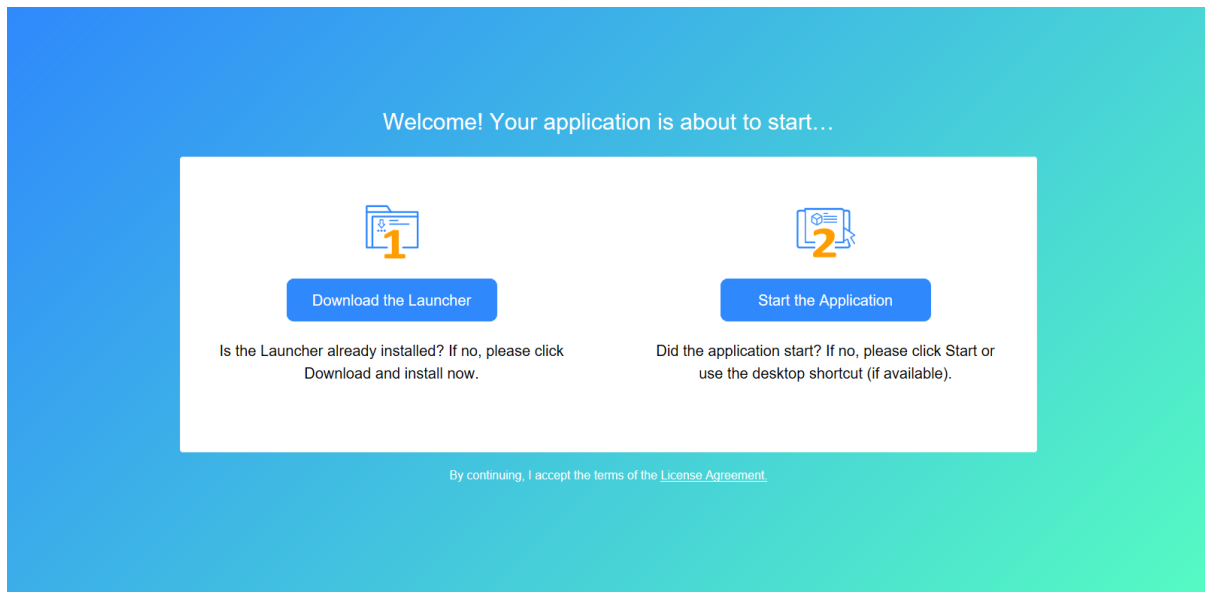 Welcome! Your application is about to start…
1
Download the Launcher
Is the Launcher already installed? If no, please click
Download and install now.
2
Start the Application
Did the application start? If no, please click Start or
use the desktop shortcut (if available).
By continuing, I accept the terms of the License Agreement.